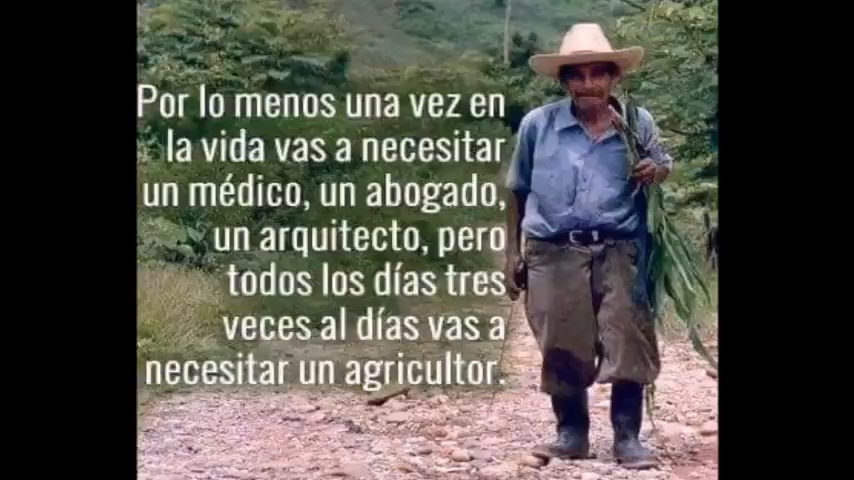 Por lo menos una vez en
la vida vas a necesitar
un médico, un abogado,
un arquitecto, pero
todos los días tres
veces al días vas a
necesitar un agricultor.